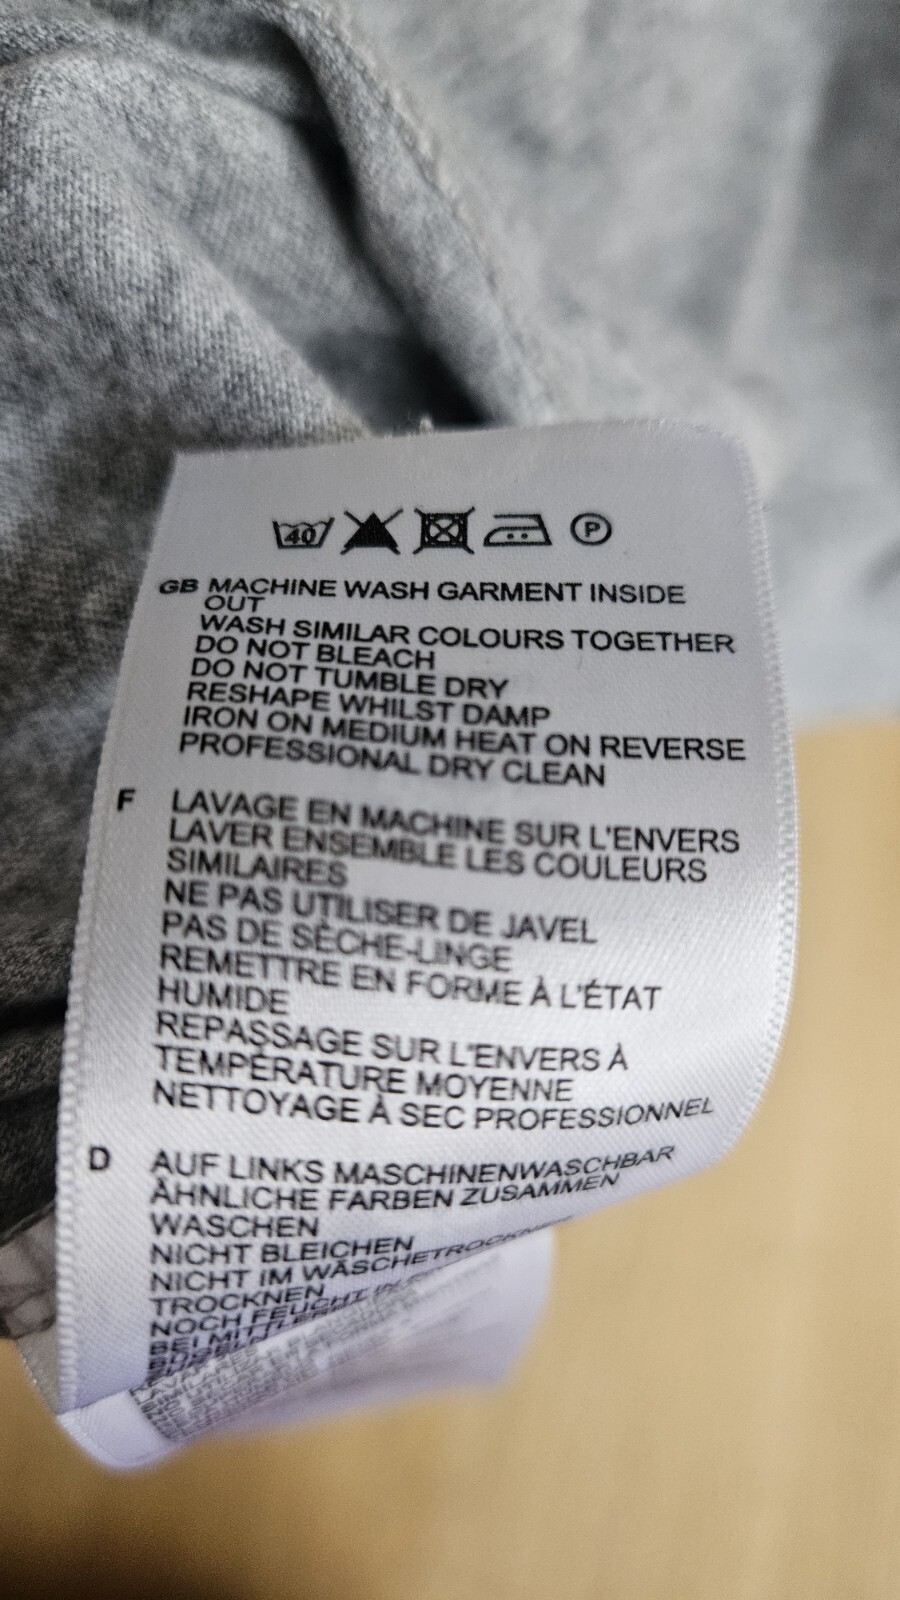 40 P
GB MACHINE WASH GARMENT INSIDE
OUT
WASH SIMILAR COLOURS TOGETHER
DO NOT BLEACH
DO NOT TUMBLE DRY
RESHAPE WHILST DAMP
IRON ON MEDIUM HEAT ON REVERSE
PROFESSIONAL DRY CLEAN
F LAVAGE EN MACHINE SUR L'ENVERS
LAVER ENSEMBLE LES COULEURS
SIMILAIRES
NE PAS UTILISER DE JAVEL
PAS DE SÈCHE-LINGE
REMETTRE EN FORME À L'ÉTAT
HUMIDE
REPASSAGE SUR L'ENVERS À
TEMPÉRATURE MOYENNE
NETTOYAGE À SEC PROFESSIONNEL
D AUF LINKS MASCHINENWASCHBAR
ÄHNLICHE FARBEN ZUSAMMEN
WASCHEN
NICHT BLEICHEN
NICHT IM
TROCKNEN
NOCH FEUCHT IN
BEI